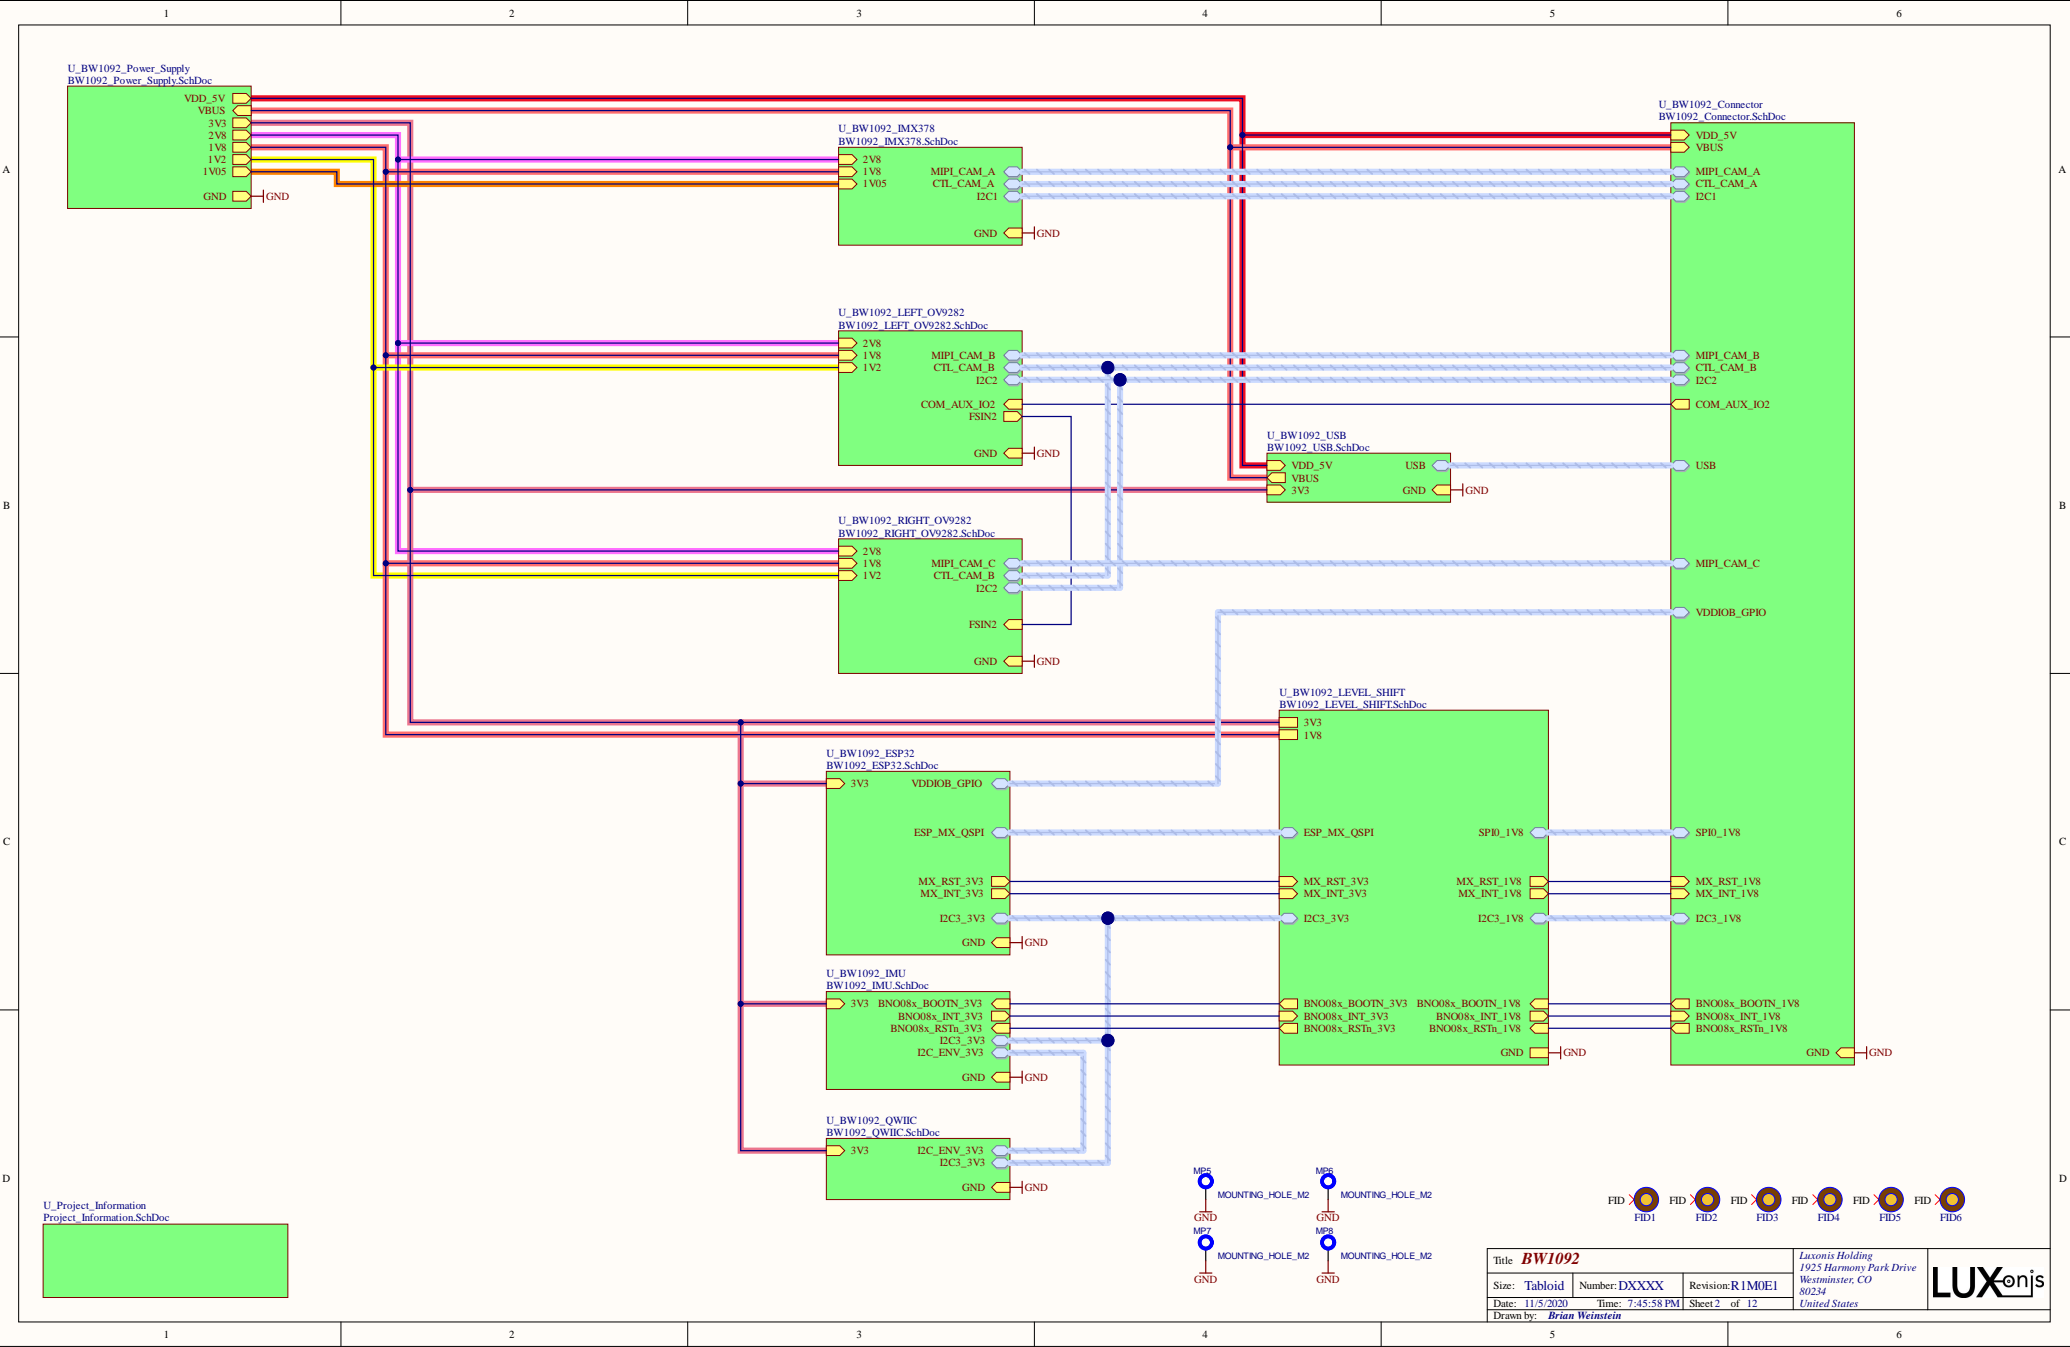 1 2 3 4 5 6
A A
B B
C C
D D
U_BW1092_Power_Supply
BW1092_Power_Supply.SchDoc
VDD_5V
VBUS
3V3
2V8
1V8
1V2
1V05
GND GND
U_BW1092_IMX378
BW1092_IMX378.SchDoc
2V8
1V8 MIPI_CAM_A
1V05 CTL_CAM_A
I2C1
GND GND
U_BW1092_LEFT_OV9282
BW1092_LEFT_OV9282.SchDoc
2V8
1V8 MIPI_CAM_B
1V2 CTL_CAM_B
I2C2
COM_AUX_IO2
FSIN2
GND GND
U_BW1092_USB
BW1092_USB.SchDoc
VDD_5V USB
VBUS
3V3 GND GND
U_BW1092_RIGHT_OV9282
BW1092_RIGHT_OV9282.SchDoc
2V8
1V8 MIPI_CAM_C
1V2 CTL_CAM_B
I2C2
FSIN2
GND GND
U_BW1092_ESP32
BW1092_ESP32.SchDoc
3V3 VDDIOB_GPIO
ESP_MX_QSPI
MX_RST_3V3
MX_INT_3V3
I2C3_3V3
GND GND
U_BW1092_IMU
BW1092_IMU.SchDoc
3V3 BNO08x_BOOTN_3V3
BNO08x_INT_3V3
BNO08x_RSTn_3V3
I2C3_3V3
I2C_ENV_3V3
GND GND
U_BW1092_QWIIC
BW1092_QWIIC.SchDoc
3V3 I2C_ENV_3V3
I2C3_3V3
GND GND
U_BW1092_LEVEL_SHIFT
BW1092_LEVEL_SHIFT.SchDoc
3V3
1V8
ESP_MX_QSPI SPI0_1V8
MX_RST_3V3 MX_RST_1V8
MX_INT_3V3 MX_INT_1V8
I2C3_3V3 I2C3_1V8
BNO08x_BOOTN_3V3 BNO08x_BOOTN_1V8
BNO08x_INT_3V3 BNO08x_INT_1V8
BNO08x_RSTn_3V3 BNO08x_RSTn_1V8
GND GND
U_BW1092_Connector
BW1092_Connector.SchDoc
VDD_5V
VBUS
MIPI_CAM_A
CTL_CAM_A
I2C1
MIPI_CAM_B
CTL_CAM_B
I2C2
COM_AUX_IO2
USB
MIPI_CAM_C
VDDIOB_GPIO
SPI0_1V8
MX_RST_1V8
MX_INT_1V8
I2C3_1V8
BNO08x_BOOTN_1V8
BNO08x_INT_1V8
BNO08x_RSTn_1V8
GND GND
U_Project_Information
Project_Information.SchDoc
MP5 MP6
MOUNTING_HOLE_M2 MOUNTING_HOLE_M2
GND GND
MP7 MP8
MOUNTING_HOLE_M2 MOUNTING_HOLE_M2
GND GND
FID FID FID FID FID FID
FID1 FID2 FID3 FID4 FID5 FID6
Title BW1092
Size: Tabloid Number: DXXXX Revision: R1M0E1
Date: 11/5/2020 Time: 7:45:58 PM Sheet 2 of 12
Drawn by: Brian Weinstein
Luxonis Holding
1925 Harmony Park Drive
Westminster, CO
80234
United States
LUXonis
1 2 3 4 5 6